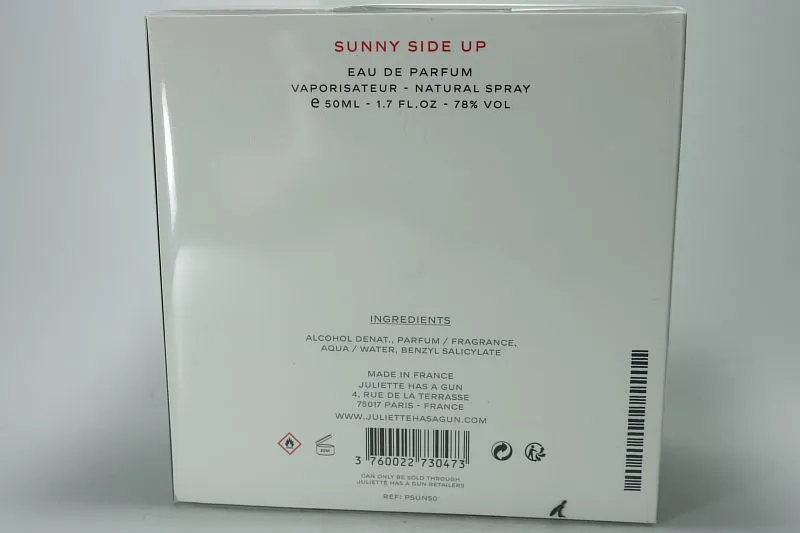 SUNNY SIDE UP
EAU DE PARFUM
VAPORISATEUR - NATURAL SPRAY
e 50ML - 1.7 FL.OZ - 78% VOL
INGREDIENTS
ALCOHOL DENAT., PARFUM / FRAGRANCE,
AQUA / WATER, BENZYL SALICYLATE
MADE IN FRANCE
JULIETTE HAS A GUN
4, RUE DE LA TERRASSE
75017 PARIS - FRANCE
WWW.JULIETTEHASAGUN.COM
3 760022 730473
CAN ONLY BE SOLD THROUGH
JULIETTE HAS A GUN RETAILERS
REF: PSUN50